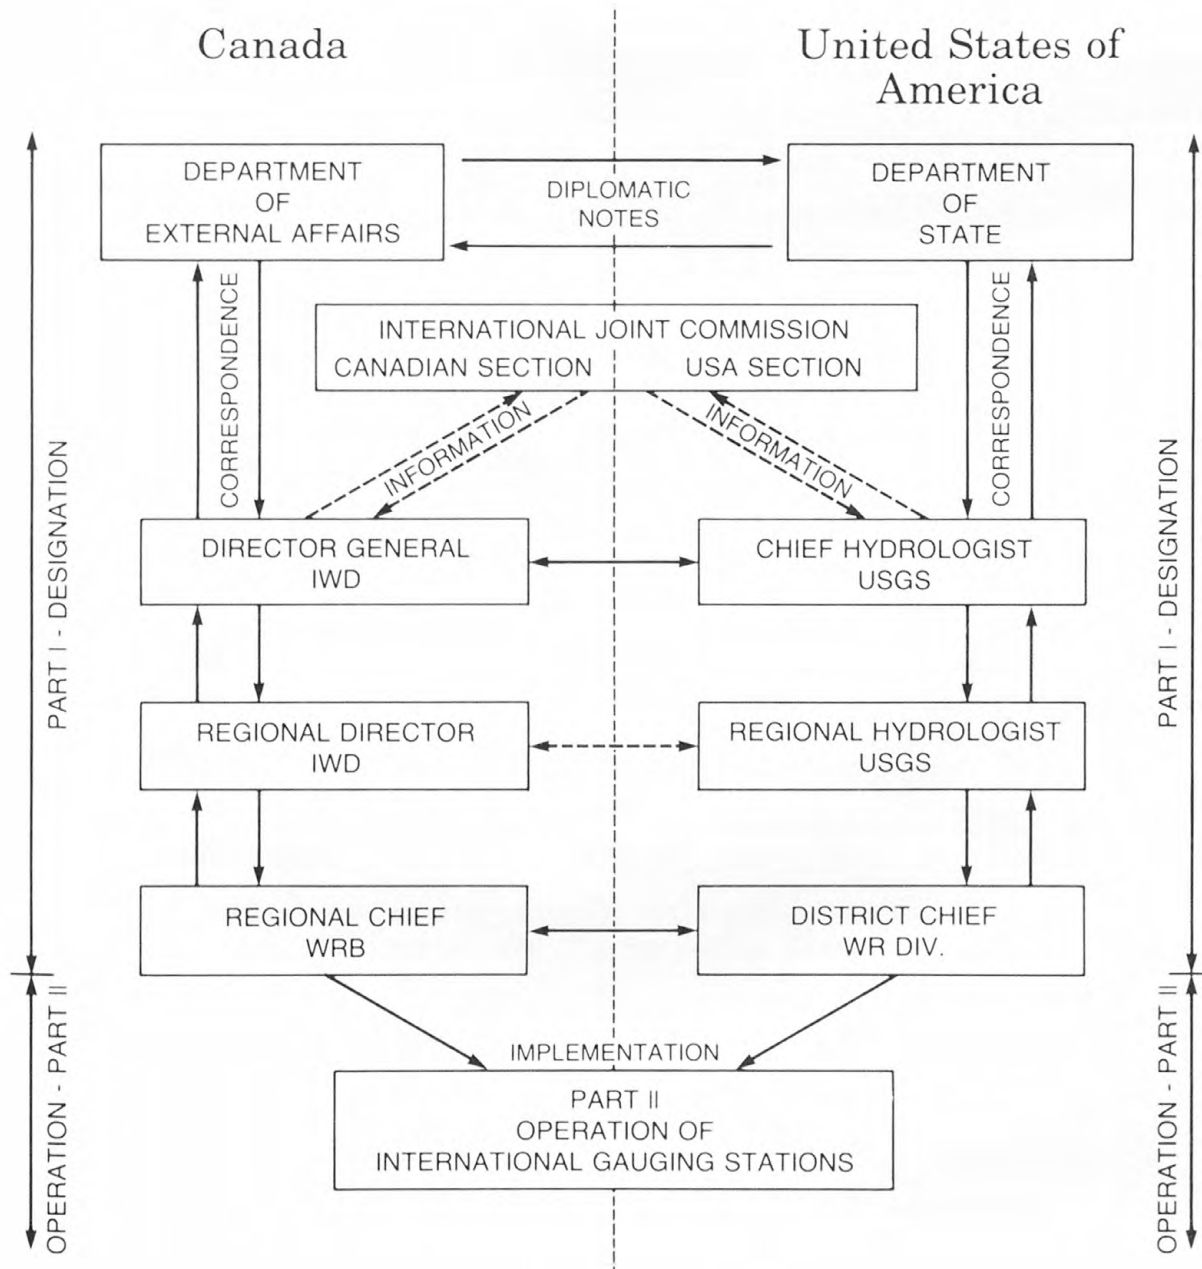 Canada
United States of
America
DEPARTMENT
OF
EXTERNAL AFFAIRS
DIPLOMATIC
NOTES
DEPARTMENT
OF
STATE
CORRESPONDENCE
INTERNATIONAL JOINT COMMISSION
CANADIAN SECTION USA SECTION
CORRESPONDENCE
INFORMATION
INFORMATION
PART I - DESIGNATION
PART I - DESIGNATION
DIRECTOR GENERAL
IWD
CHIEF HYDROLOGIST
USGS
REGIONAL DIRECTOR
IWD
REGIONAL HYDROLOGIST
USGS
REGIONAL CHIEF
WRB
DISTRICT CHIEF
WR DIV.
OPERATION - PART II
OPERATION - PART II
IMPLEMENTATION
PART II
OPERATION OF
INTERNATIONAL GAUGING STATIONS